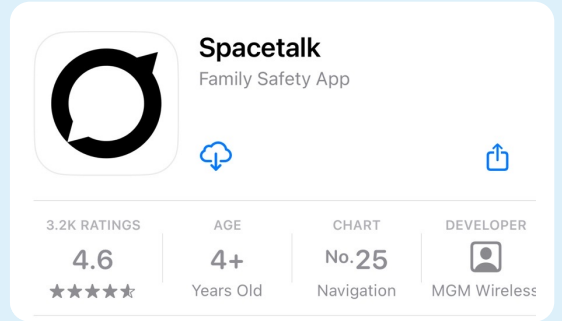 Spacetalk
Family Safety App
3.2K RATINGS
AGE
CHART
DEVELOPER
4.6
4+
No.25
Years Old
Navigation
MGM Wireless